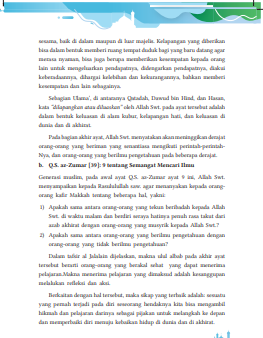 sesama, baik di dalam maupun di luar majelis. Kelapangan yang diberikan
bisa dalam bentuk memberi ruang tempat duduk bagi yang baru datang agar
merasa nyaman, bisa juga berupa memberikan kesempatan kepada orang
lain untuk mengeluarkan pendapatnya, didengarkan pendapatnya, diakui
keberadaannya, dihargai kelebihan dan kekurangannya, bahkan memberi
kesempatan dan lain sebagainya.
Sebagian Ulama', di antaranya Qatadah, Dawud bin Hind, dan Hasan,
kata "dilapangkan atau diluaskan" oleh Allah Swt. pada ayat tersebut adalah
dalam bentuk keluasan di alam kubur, kelapangan hati, dan keluasan di
dunia dan di akhirat.
Pada bagian akhir ayat, Allah Swt. menyatakan akan meninggikan derajat
orang-orang yang beriman yang senantiasa mengikuti perintah-perintah-
Nya, dan orang-orang yang berilmu pengetahuan pada beberapa derajat.
b. Q.S. az-Zumar [39]: 9 tentang Semangat Mencari Ilmu
Generasi muslim, pada awal ayat Q.S. az-Zumar ayat 9 ini, Allah Swt.
menyampaikan kepada Rasulullah saw. agar menanyakan kepada orang-
orang kafir Makkah tentang beberapa hal, yakni:
1) Apakah sama antara orang-orang yang tekun beribadah kepada Allah
Swt. di waktu malam dan berdiri seraya hatinya penuh rasa takut dari
azab akhirat dengan orang-orang yang musyrik kepada Allah Swt.?
2) Apakah sama antara orang-orang yang berilmu pengetahuan dengan
orang-orang yang tidak berilmu pengetahuan?
Dalam tafsir al Jalalain dijelaskan, makna ulul albab pada akhir ayat
tersebut berarti orang-orang yang berakal sehat yang dapat menerima
pelajaran.Makna menerima pelajaran yang dimaksud adalah kesanggupan
melakukan refleksi dan aksi.
Berkaitan dengan hal tersebut, maka sikap yang terbaik adalah: sesuatu
yang pernah terjadi pada diri seseorang hendaknya kita bisa mengambil
hikmah dan pelajaran darinya sebagai pijakan untuk melangkah ke depan
dan memperbaiki diri menuju kebaikan hidup di dunia dan di akhirat.